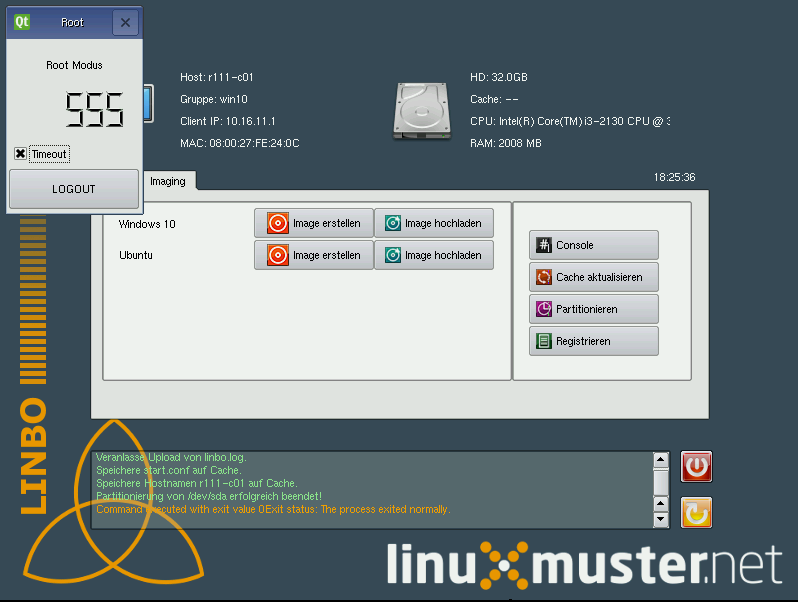 Qt Root
Root Modus
555
Timeout
LOGOUT
Host: r111-c01
Gruppe: win10
Client IP: 10.16.11.1
MAC: 08:00:27:FE:24:0C
HD: 32.0GB
Cache: --
CPU: Intel(R) Core(TM) i3-2130 CPU @
RAM: 2008 MB
Imaging
18:25:36
Windows 10 Image erstellen Image hochladen
Ubuntu Image erstellen Image hochladen
Console
Cache aktualisieren
Partitionieren
Registrieren
LINBO
Veranlasse Upload von linbo.log.
Speichere start.conf auf Cache.
Speichere Hostnamen r111-c01 auf Cache.
Partitionierung von /dev/sda erfolgreich beendet!
Command executed with exit value 0Exit status: The process exited normally.
linuxmuster.net